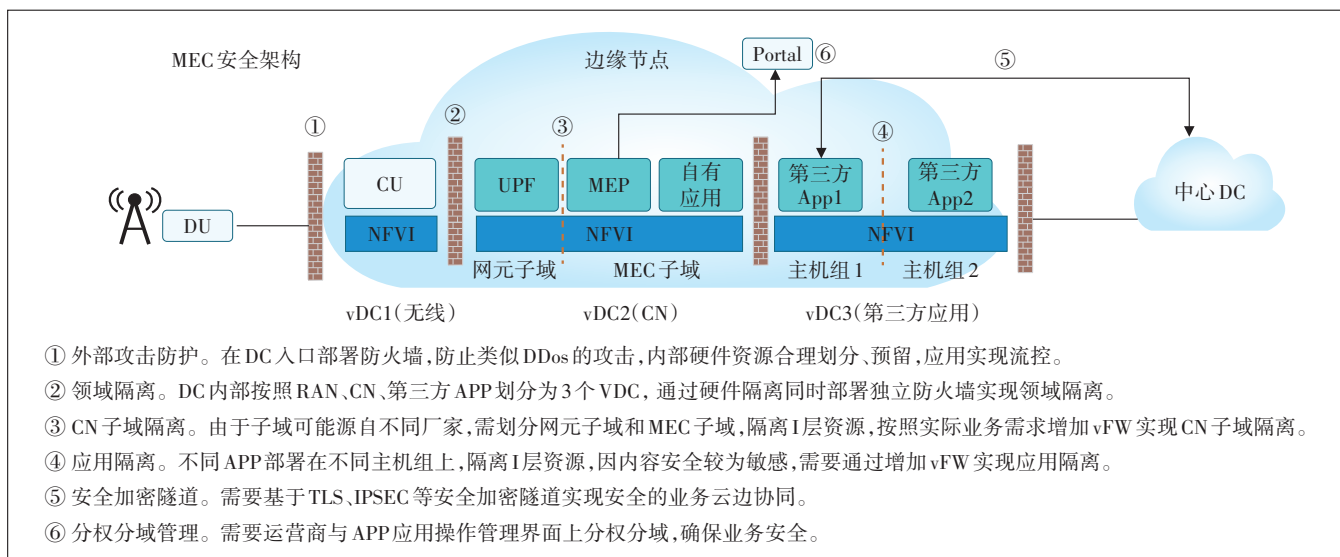 MEC安全架构
边缘节点
Portal
⑥
⑤
①
②
③
④
CU
UPF
MEP
自有
应用
第三方
App1
第三方
App2
中心DC
DU
NFVI
NFVI
NFVI
网元子域
MEC子域
主机组1
主机组2
vDC1(无线)
vDC2(CN)
vDC3(第三方应用)
①外部攻击防护。在DC入口部署防火墙,防止类似DDos的攻击,内部硬件资源合理划分、预留,应用实现流控。
②领域隔离。DC内部按照RAN、CN、第三方APP划分为3个VDC,通过硬件隔离同时部署独立防火墙实现领域隔离。
③CN子域隔离。由于子域可能源自不同厂家,需划分网元子域和MEC子域,隔离I层资源,按照实际业务需求增加vFW实现CN子域隔离。
④应用隔离。不同APP部署在不同主机组上,隔离I层资源,因内容安全较为敏感,需要通过增加vFW实现应用隔离。
⑤安全加密隧道。需要基于TLS、IPSEC等安全加密隧道实现安全的业务云边协同。
⑥分权分域管理。需要运营商与APP应用操作管理界面上分权分域,确保业务安全。